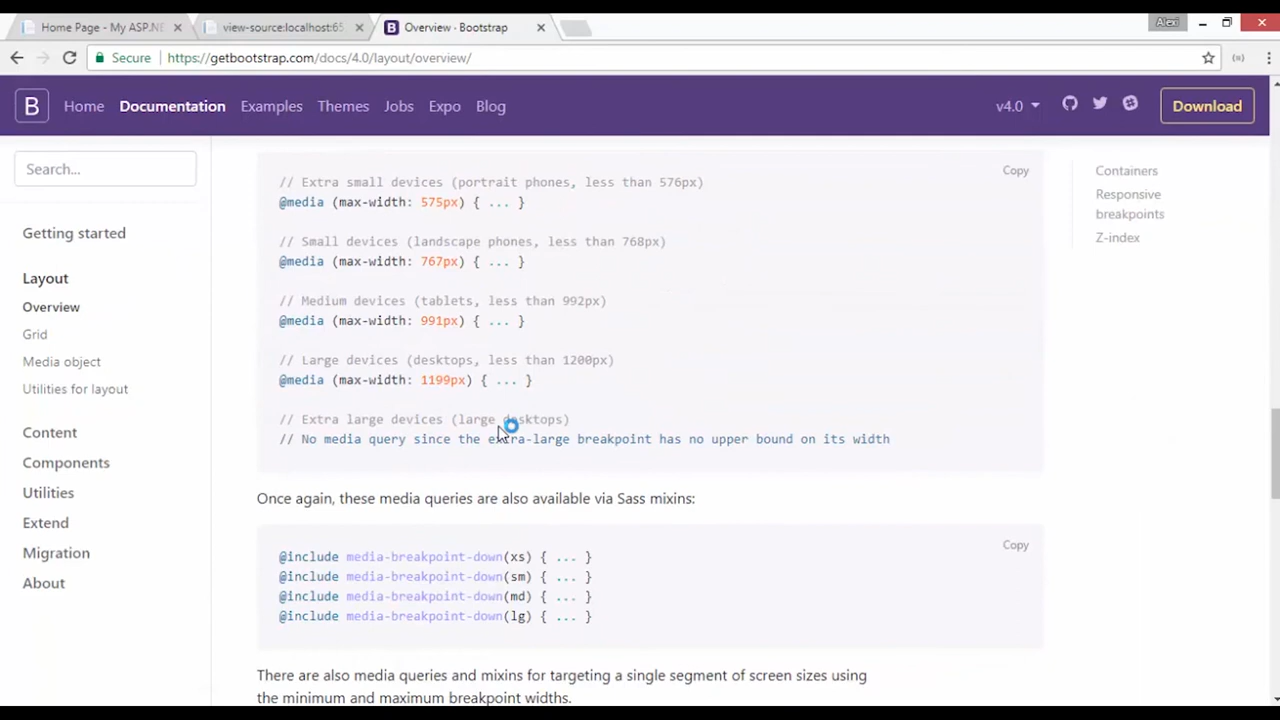 Home Page - My ASP.NE
view-source:localhost:65
Overview · Bootstrap
Alexi
Secure
https://getbootstrap.com/docs/4.0/layout/overview/
B
Home
Documentation
Examples
Themes
Jobs
Expo
Blog
v4.0
Download
Search...
Getting started
Layout
Overview
Grid
Media object
Utilities for layout
Content
Components
Utilities
Extend
Migration
About
Copy
// Extra small devices (portrait phones, less than 576px)
@media (max-width: 575px) { ... }
// Small devices (landscape phones, less than 768px)
@media (max-width: 767px) { ... }
// Medium devices (tablets, less than 992px)
@media (max-width: 991px) { ... }
// Large devices (desktops, less than 1200px)
@media (max-width: 1199px) { ... }
// Extra large devices (large desktops)
// No media query since the extra-large breakpoint has no upper bound on its width
Once again, these media queries are also available via Sass mixins:
Copy
@include media-breakpoint-down(xs) { ... }
@include media-breakpoint-down(sm) { ... }
@include media-breakpoint-down(md) { ... }
@include media-breakpoint-down(lg) { ... }
There are also media queries and mixins for targeting a single segment of screen sizes using
the minimum and maximum breakpoint widths.
Containers
Responsive
breakpoints
Z-index